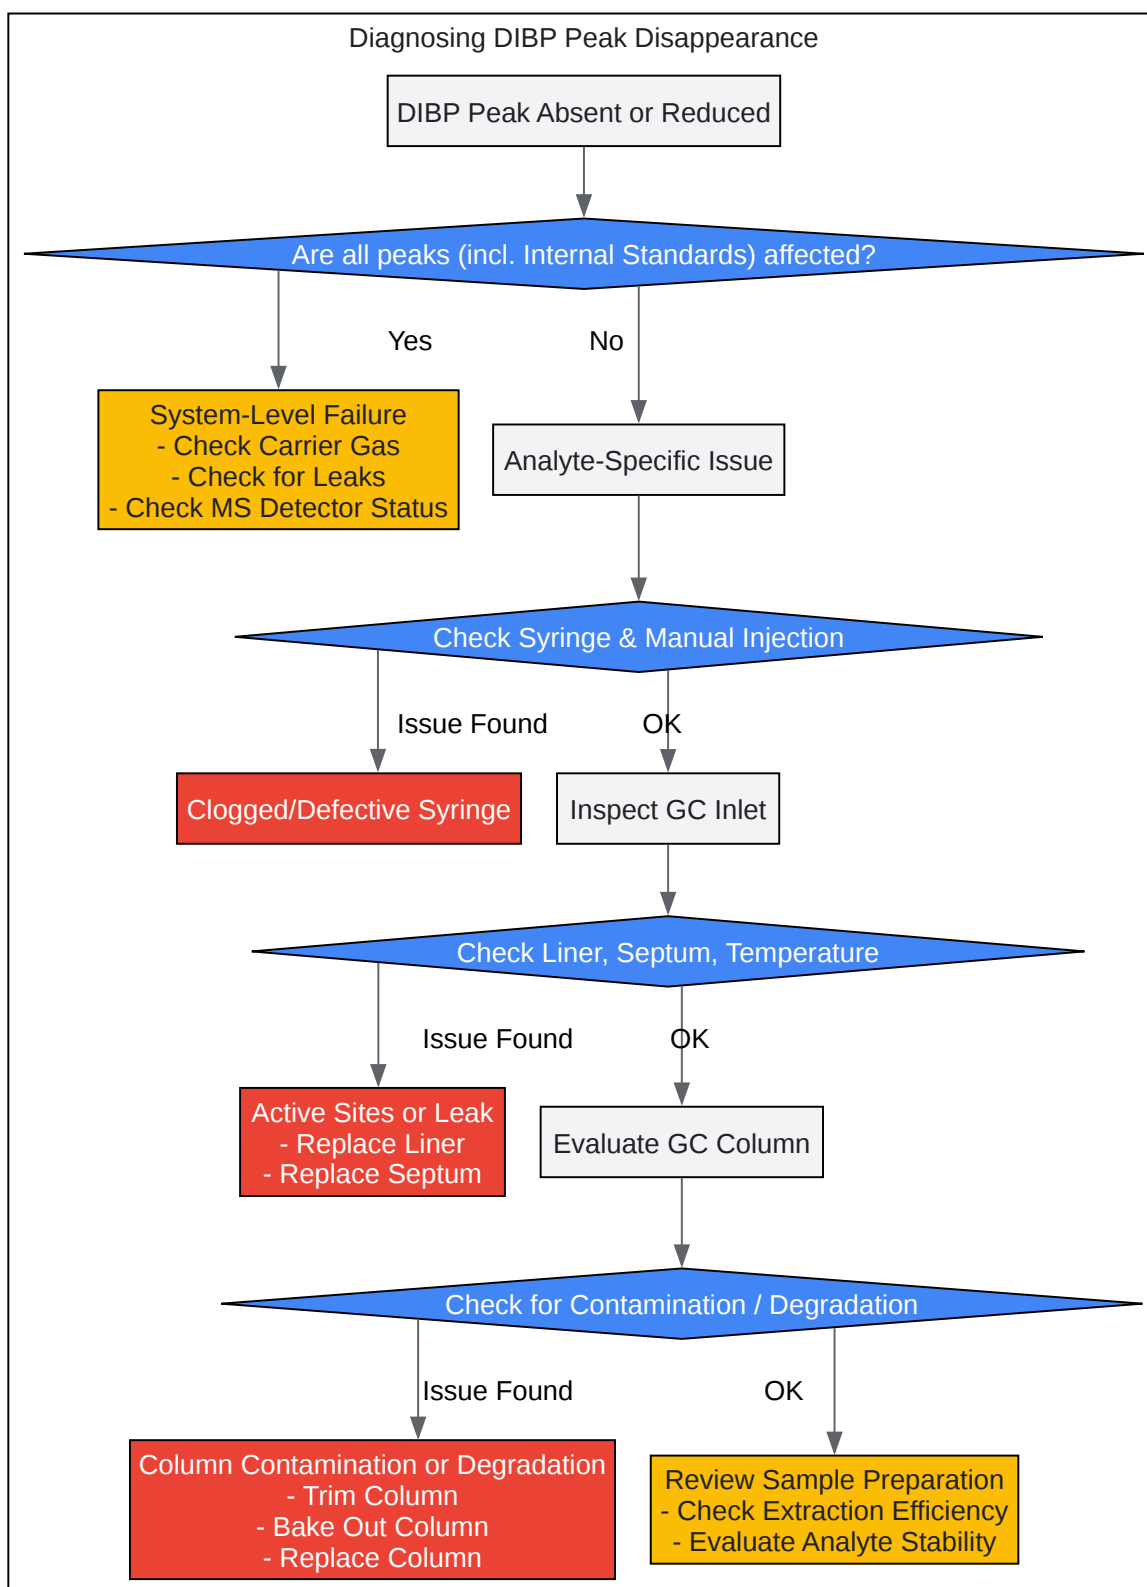 Diagnosing DIBP Peak Disappearance
DIBP Peak Absent or Reduced
Are all peaks (incl. Internal Standards) affected?
Yes
No
System-Level Failure
- Check Carrier Gas
- Check for Leaks
- Check MS Detector Status
Analyte-Specific Issue
Check Syringe & Manual Injection
Issue Found
OK
Clogged/Defective Syringe
Inspect GC Inlet
Check Liner, Septum, Temperature
Issue Found
OK
Active Sites or Leak
- Replace Liner
- Replace Septum
Evaluate GC Column
Check for Contamination / Degradation
Issue Found
OK
Column Contamination or Degradation
- Trim Column
- Bake Out Column
- Replace Column
Review Sample Preparation
- Check Extraction Efficiency
- Evaluate Analyte Stability